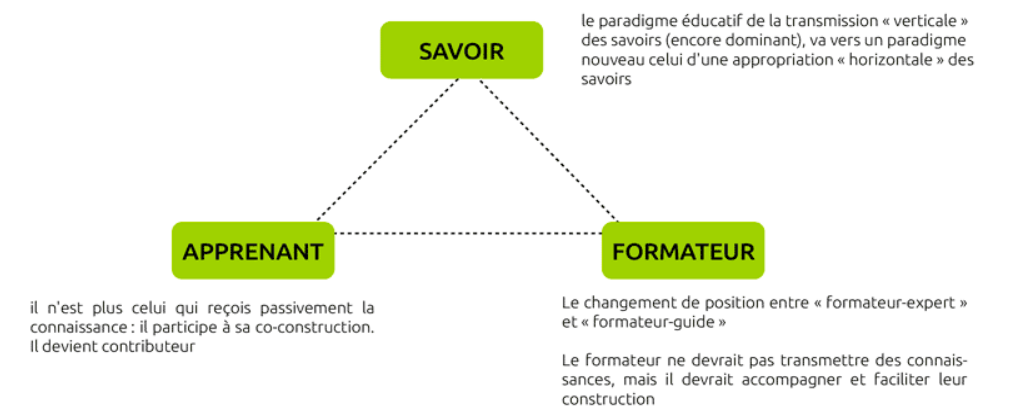 SAVOIR
le paradigme éducatif de la transmission « verticale »
des savoirs (encore dominant), va vers un paradigme
nouveau celui d'une appropriation « horizontale » des
savoirs
APPRENANT
FORMATEUR
il n'est plus celui qui reçois passivement la
connaissance : il participe à sa co-construction.
Il devient contributeur
Le changement de position entre « formateur-expert »
et « formateur-guide »
Le formateur ne devrait pas transmettre des connais-
sances, mais il devrait accompagner et faciliter leur
construction